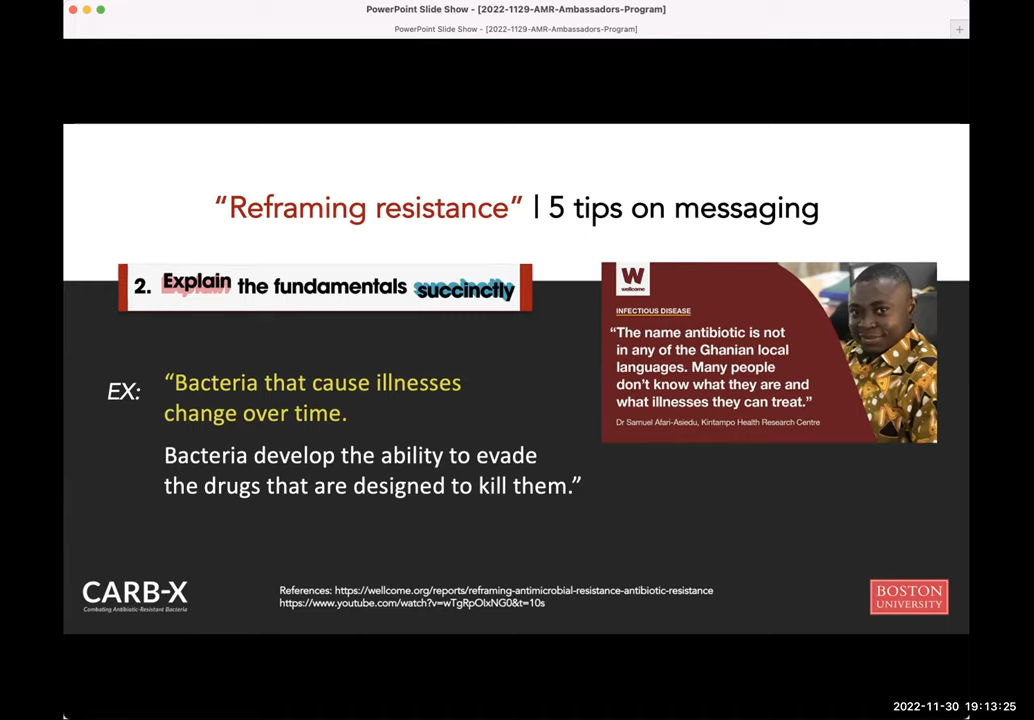 PowerPoint Slide Show - [2022-1129-AMR-Ambassadors-Program]
PowerPoint Slide Show - [2022-1129-AMR-Ambassadors-Program]
+
“Reframing resistance” | 5 tips on messaging
2. Explain the fundamentals succinctly
EX:
“Bacteria that cause illnesses
change over time.
Bacteria develop the ability to evade
the drugs that are designed to kill them.”
W
wellcome
INFECTIOUS DISEASE
“The name antibiotic is not
in any of the Ghanian local
languages. Many people
don’t know what they are and
what illnesses they can treat.”
Dr Samuel Afari-Asiedu, Kintampo Health Research Centre
CARB-X
Combating Antibiotic-Resistant Bacteria
References: https://wellcome.org/reports/reframing-antimicrobial-resistance-antibiotic-resistance
https://www.youtube.com/watch?v=wTgRpOIxNG0&t=10s
BOSTON
UNIVERSITY
2022-11-30 19:13:25